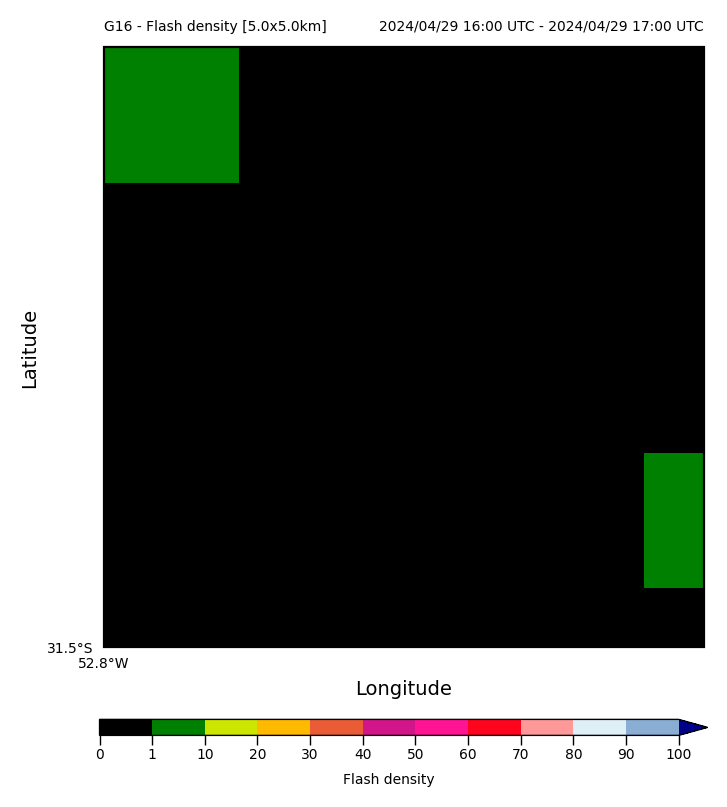 G16 - Flash density [5.0x5.0km] 2024/04/29 16:00 UTC - 2024/04/29 17:00 UTC
Latitude
31.5°S
52.8°W
Longitude
0 1 10 20 30 40 50 60 70 80 90 100
Flash density